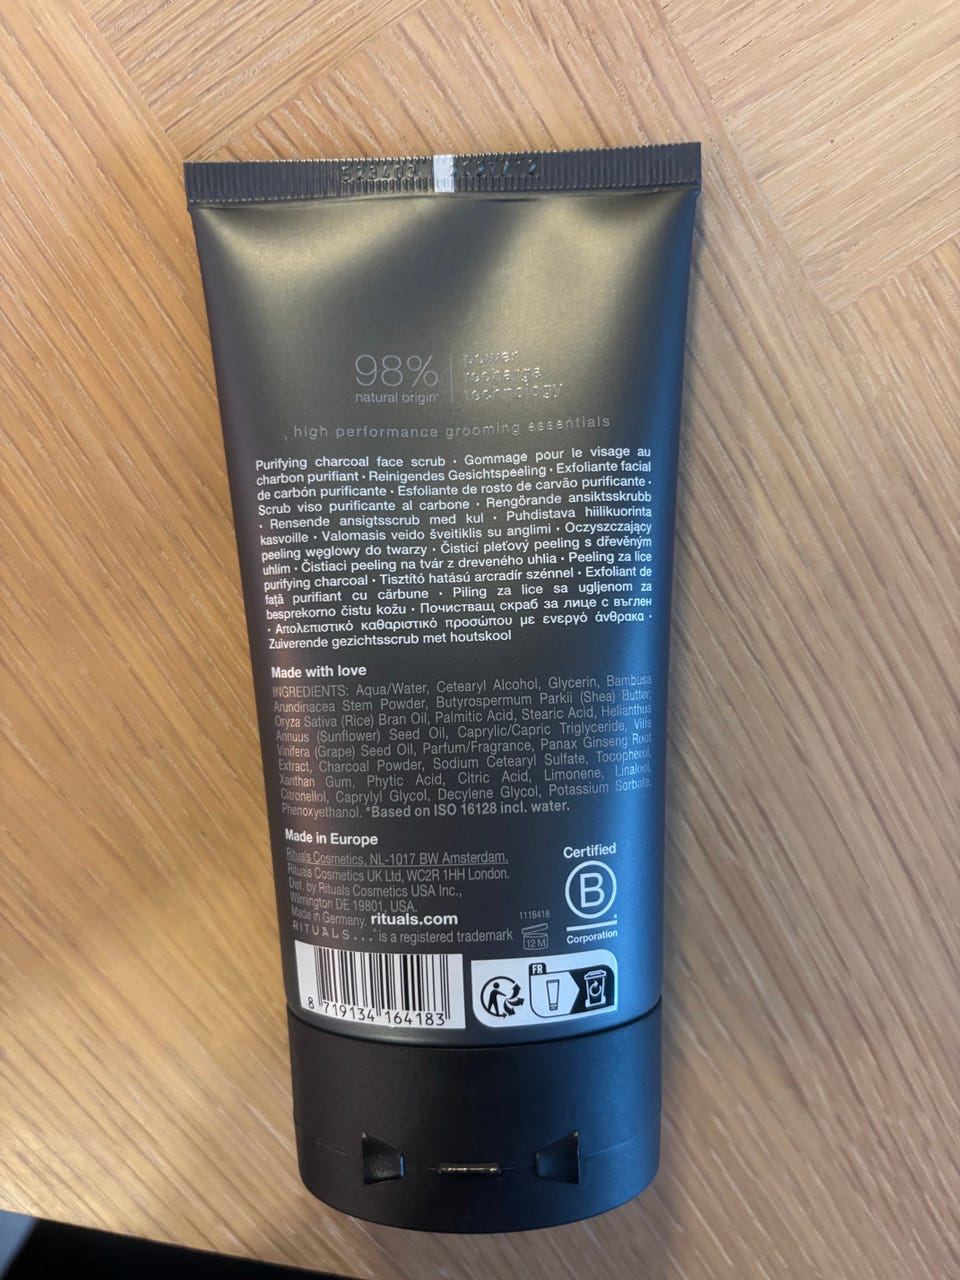 98%
natural origin*
power
recharge
technology
high performance grooming essentials
Purifying charcoal face scrub · Gommage pour le visage au
charbon purifiant · Reinigendes Gesichtspeeling · Exfoliante facial
de carbón purificante · Esfoliante de rosto de carvão purificante ·
Scrub viso purificante al carbone · Rengörande ansiktsskrubb
· Rensende ansigtsscrub med kul · Puhdistava hiilikuorinta
kasvoille · Valomasis veido šveitiklis su anglimi · Oczyszczający
peeling węglowy do twarzy · Čisticí pleťový peeling s dřevěným
uhlím · Čistiaci peeling na tvár z dreveného uhlia · Peeling za lice
purifying charcoal · Tisztító hatású arcradír szénnel · Exfoliant de
față purifiant cu cărbune · Piling za lice sa ugljenom za
besprekorno čistu kožu · Почистващ скраб за лице с въглен
· Απολεπιστικό καθαριστικό προσώπου με ενεργό άνθρακα ·
Zuiverende gezichtsscrub met houtskool
Made with love
INGREDIENTS: Aqua/Water, Cetearyl Alcohol, Glycerin, Bambusa
Arundinacea Stem Powder, Butyrospermum Parkii (Shea) Butter,
Oryza Sativa (Rice) Bran Oil, Palmitic Acid, Stearic Acid, Helianthus
Annuus (Sunflower) Seed Oil, Caprylic/Capric Triglyceride, Vitis
Vinifera (Grape) Seed Oil, Parfum/Fragrance, Panax Ginseng Root
Extract, Charcoal Powder, Sodium Cetearyl Sulfate, Tocopherol,
Xanthan Gum, Phytic Acid, Citric Acid, Limonene, Linalool,
Citronellol, Caprylyl Glycol, Decylene Glycol, Potassium Sorbate,
Phenoxyethanol. *Based on ISO 16128 incl. water.
Made in Europe
Rituals Cosmetics, NL-1017 BW Amsterdam.
Rituals Cosmetics UK Ltd, WC2R 1HH London.
Dist. by Rituals Cosmetics USA Inc.,
Wilmington DE 19801, USA.
Made in Germany. rituals.com
RITUALS... is a registered trademark
1116418
12 M
Certified
B
Corporation
FR
8 719134 164183